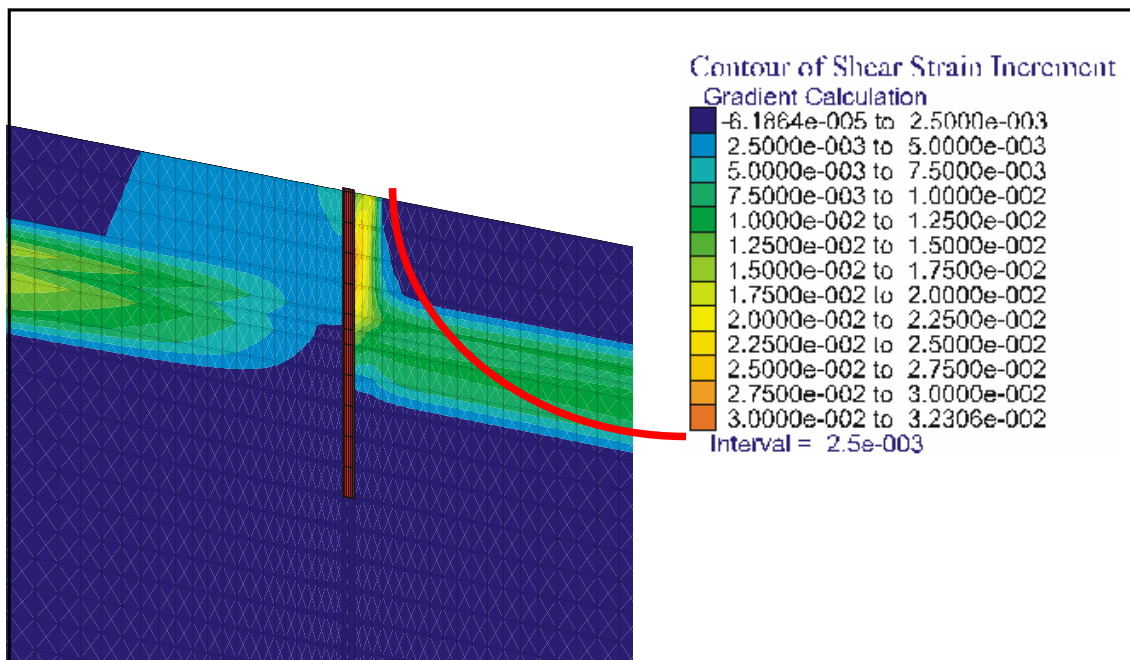 Contour of Shear Strain Increment
Gradient Calculation
-6.1864e-005 to 2.5000e-003
2.5000e-003 to 5.0000e-003
5.0000e-003 to 7.5000e-003
7.5000e-003 to 1.0000e-002
1.0000e-002 to 1.2500e-002
1.2500e-002 to 1.5000e-002
1.5000e-002 to 1.7500e-002
1.7500e-002 to 2.0000e-002
2.0000e-002 to 2.2500e-002
2.2500e-002 to 2.5000e-002
2.5000e-002 to 2.7500e-002
2.7500e-002 to 3.0000e-002
3.0000e-002 to 3.2306e-002
Interval = 2.5e-003